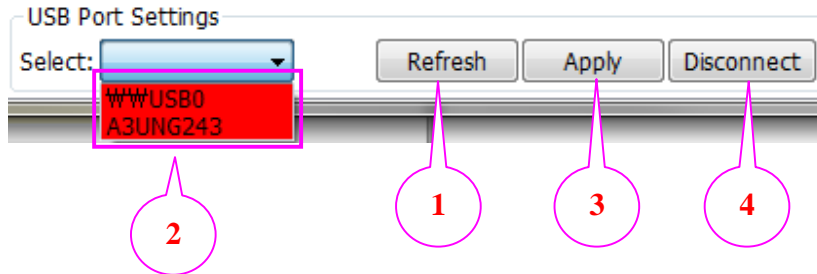 USB Port Settings
Select: Refresh Apply Disconnect
₩₩USB0
A3UNG243
1 3 4
2